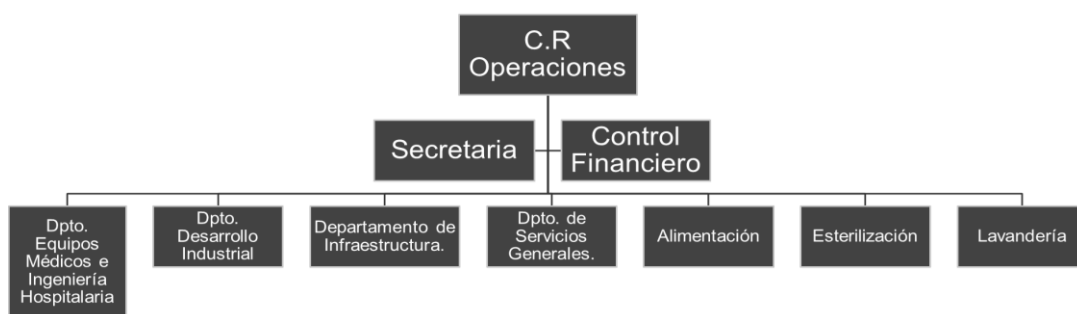 C.R
Operaciones
Secretaria
Control
Financiero
Dpto.
Equipos
Médicos e
Ingeniería
Hospitalaria
Dpto.
Desarrollo
Industrial
Departamento de
Infraestructura.
Dpto. de
Servicios
Generales.
Alimentación
Esterilización
Lavandería